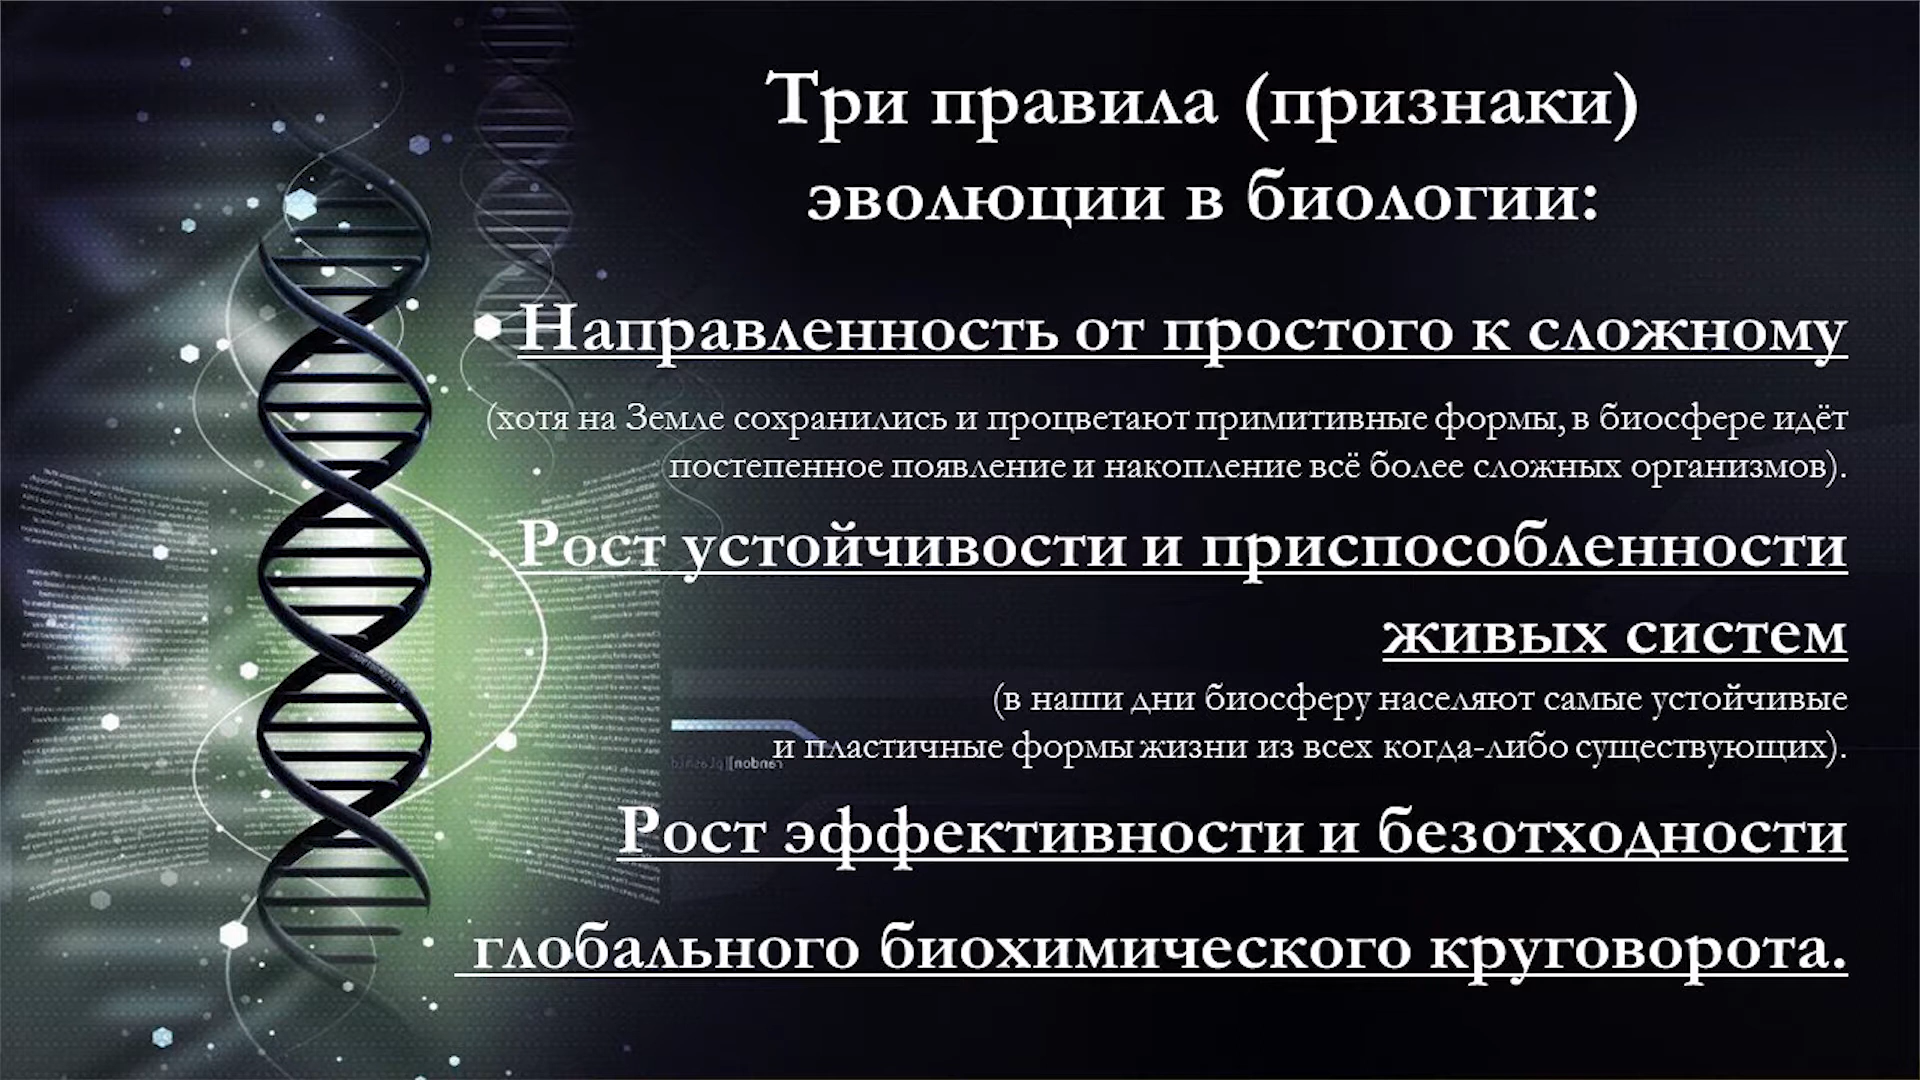 Три правила (признаки)
эволюции в биологии:
• Направленность от простого к сложному
(хотя на Земле сохранились и процветают примитивные формы, в биосфере идёт
постепенное появление и накопление всё более сложных организмов).
Рост устойчивости и приспособленности
живых систем
(в наши дни биосферу населяют самые устойчивые
и пластичные формы жизни из всех когда-либо существующих).
Рост эффективности и безотходности
глобального биохимического круговорота.